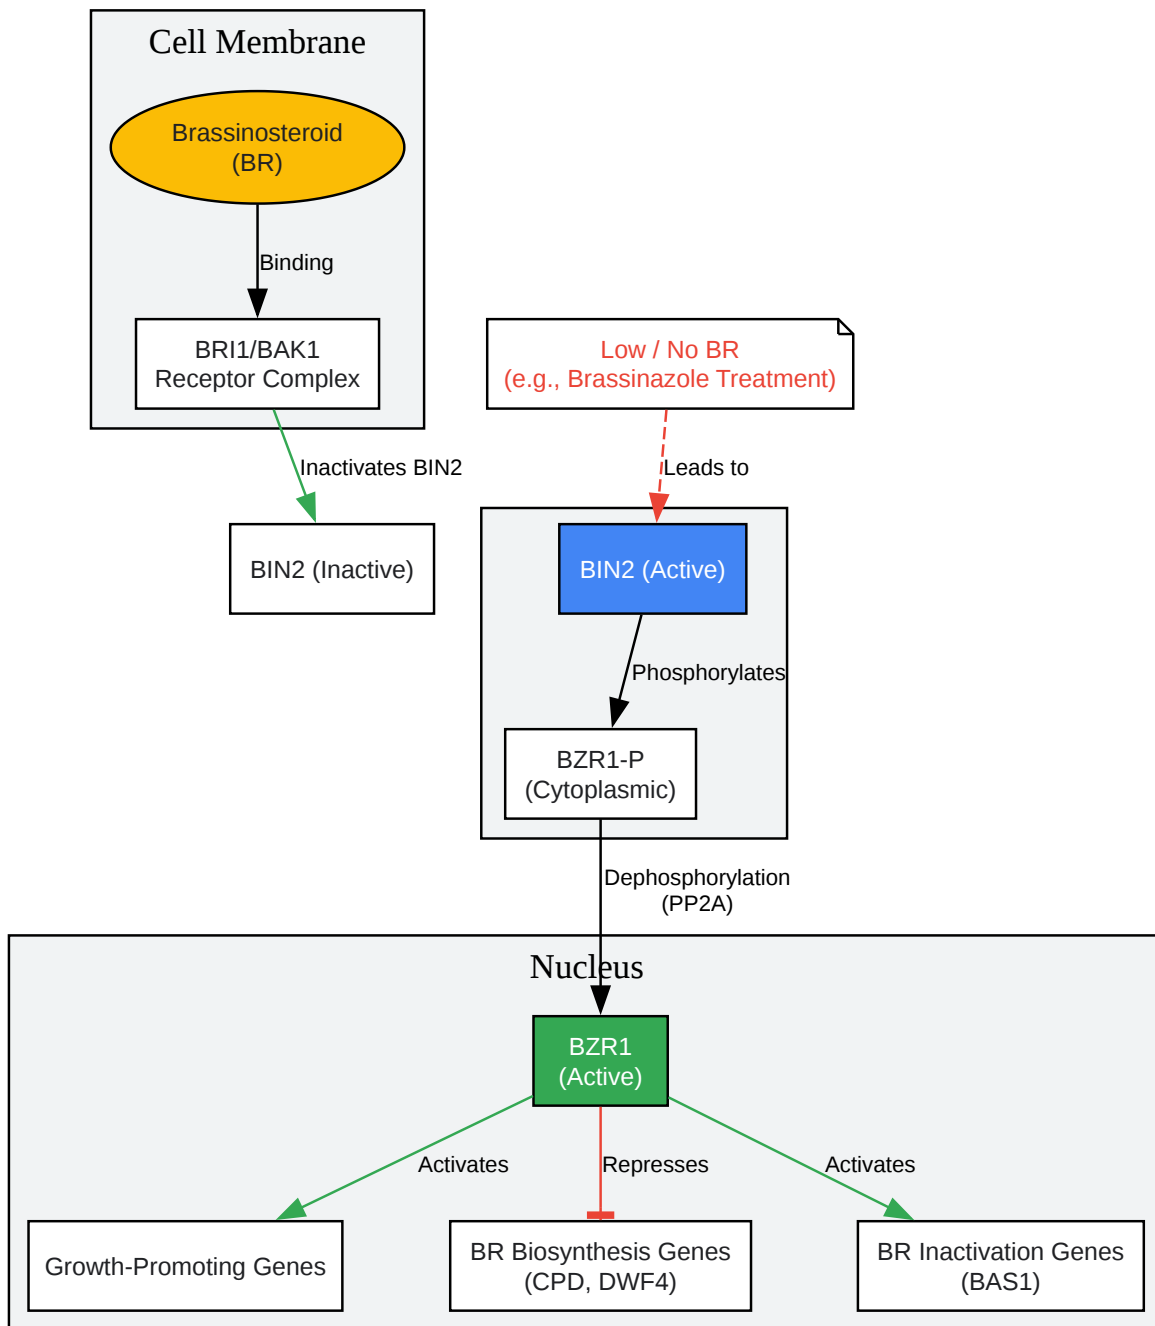 Cell Membrane
Brassinosteroid
(BR)
Binding
BRI1/BAK1
Receptor Complex
Low / No BR
(e.g., Brassinazole Treatment)
Inactivates BIN2
Leads to
BIN2 (Inactive)
BIN2 (Active)
Phosphorylates
BZR1-P
(Cytoplasmic)
Dephosphorylation
(PP2A)
Nucleus
BZR1
(Active)
Activates
Represses
Activates
Growth-Promoting Genes
BR Biosynthesis Genes
(CPD, DWF4)
BR Inactivation Genes
(BAS1)